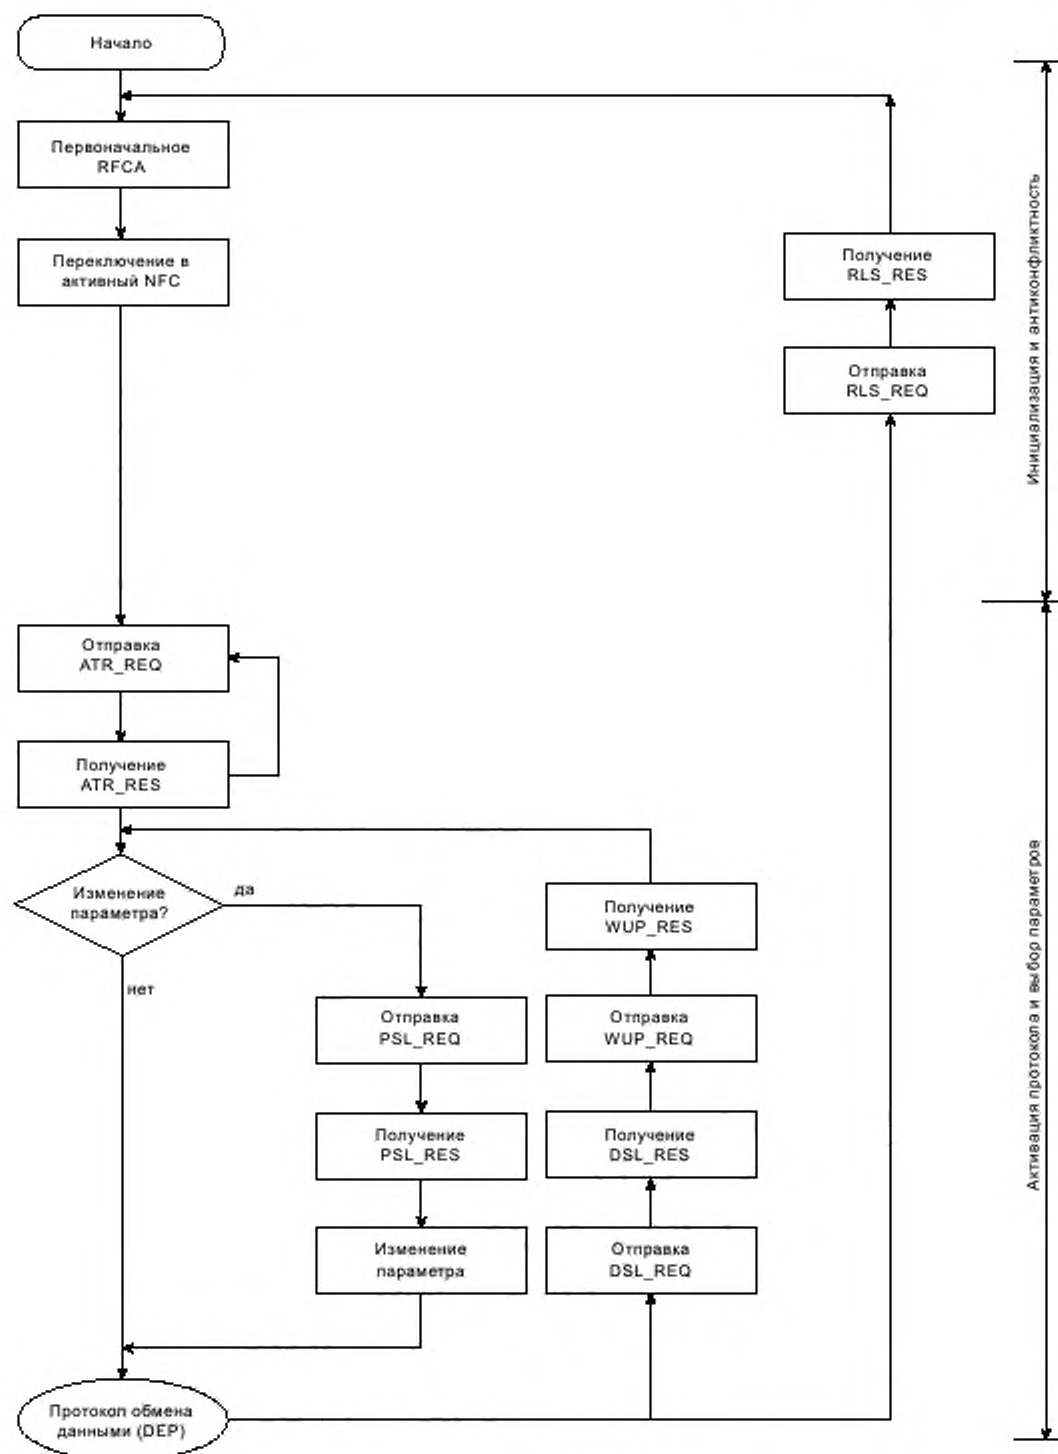 Начало
Первоначальное
RFCA
Переключение в
активный NFC
Получение
RLS_RES
Отправка
RLS_REQ
Инициализация и антиконфликтность
Отправка
ATR_REQ
Получение
ATR_RES
Изменение
параметра?
да
нет
Получение
WUP_RES
Отправка
PSL_REQ
Отправка
WUP_REQ
Получение
PSL_RES
Получение
DSL_RES
Изменение
параметра
Отправка
DSL_REQ
Активация протокола и выбор параметров
Протокол обмена
данными (DEP)